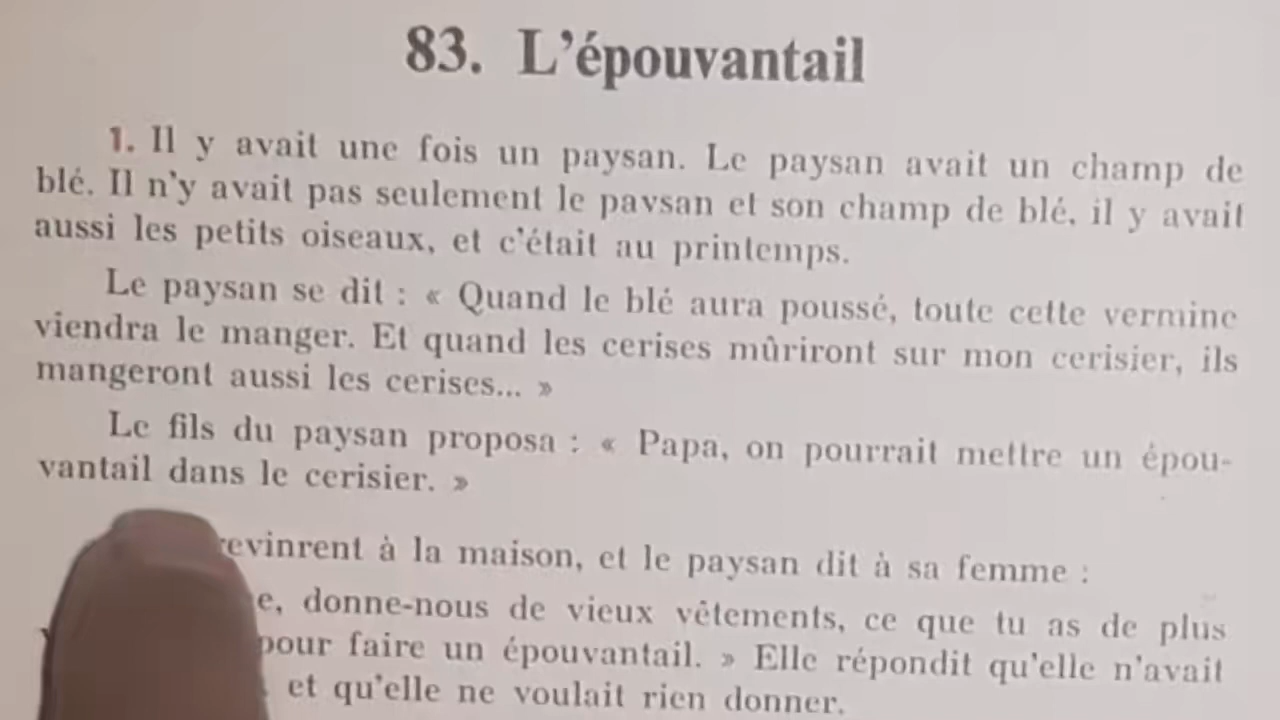 83. L'épouvantail
1. Il y avait une fois un paysan. Le paysan avait un champ de
blé. Il n'y avait pas seulement le paysan et son champ de blé, il y avait
aussi les petits oiseaux, et c'était au printemps.
Le paysan se dit : « Quand le blé aura poussé, toute cette vermine
viendra le manger. Et quand les cerises mûriront sur mon cerisier, ils
mangeront aussi les cerises... »
Le fils du paysan proposa : « Papa, on pourrait mettre un épou-
vantail dans le cerisier. »
revinrent à la maison, et le paysan dit à sa femme :
donne-nous de vieux vêtements, ce que tu as de plus
pour faire un épouvantail. » Elle répondit qu'elle n'avait
et qu'elle ne voulait rien donner.